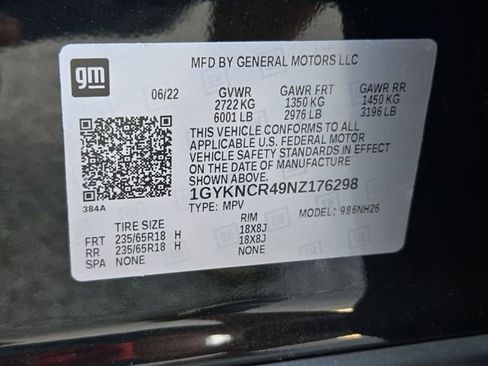 gm
MFD BY GENERAL MOTORS LLC
06/22 GVWR GAWR FRT GAWR RR
2722 KG 1350 KG 1450 KG
6001 LB 2976 LB 3196 LB
THIS VEHICLE CONFORMS TO ALL
APPLICABLE U.S. FEDERAL MOTOR
VEHICLE SAFETY STANDARDS IN EFFECT
ON THE DATE OF MANUFACTURE
SHOWN ABOVE.
1GYKNCR49NZ176298
384A TYPE: MPV MODEL: 986NH26
TIRE SIZE RIM
FRT 235/65R18 H 18X8J
RR 235/65R18 H 18X8J
SPA NONE NONE